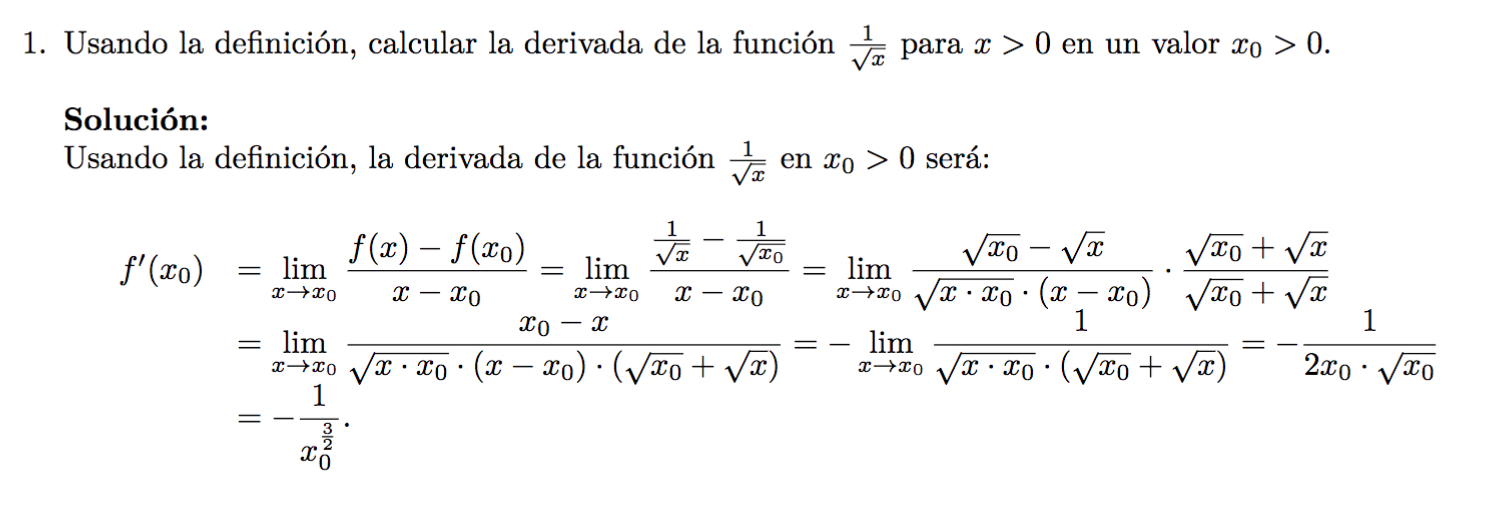 1. Usando la definición, calcular la derivada de la función $\frac{1}{\sqrt{x}}$ para $x > 0$ en un valor $x_0 > 0$.
Solución:
Usando la definición, la derivada de la función $\frac{1}{\sqrt{x}}$ en $x_0 > 0$ será:
$f'(x_0) = \lim_{x \to x_0} \frac{f(x) - f(x_0)}{x - x_0} = \lim_{x \to x_0} \frac{\frac{1}{\sqrt{x}} - \frac{1}{\sqrt{x_0}}}{x - x_0} = \lim_{x \to x_0} \frac{\sqrt{x_0} - \sqrt{x}}{\sqrt{x \cdot x_0} \cdot (x - x_0)} \cdot \frac{\sqrt{x_0} + \sqrt{x}}{\sqrt{x_0} + \sqrt{x}}$
$= \lim_{x \to x_0} \frac{x_0 - x}{\sqrt{x \cdot x_0} \cdot (x - x_0) \cdot (\sqrt{x_0} + \sqrt{x})} = - \lim_{x \to x_0} \frac{1}{\sqrt{x \cdot x_0} \cdot (\sqrt{x_0} + \sqrt{x})} = -\frac{1}{2x_0 \cdot \sqrt{x_0}}$
$= -\frac{1}{x_0^{\frac{3}{2}}}.$